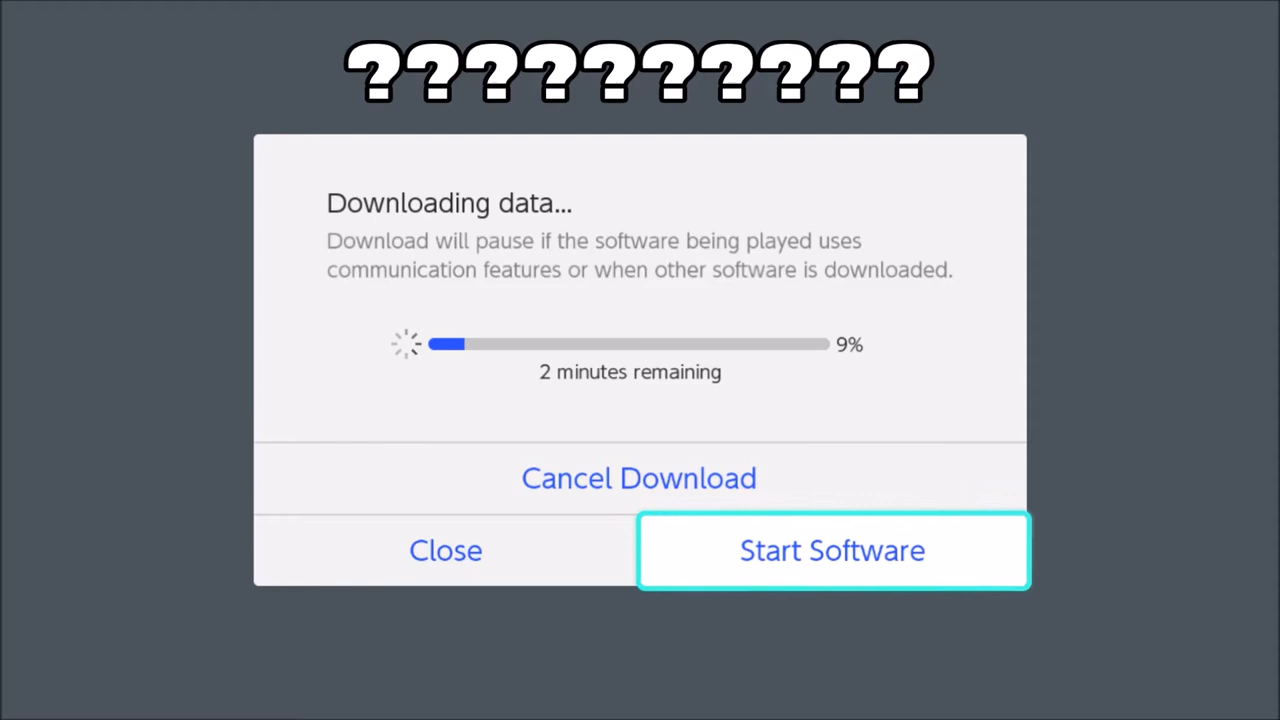 ??????????
Downloading data...
Download will pause if the software being played uses
communication features or when other software is downloaded.
9%
2 minutes remaining
Cancel Download
Close
Start Software